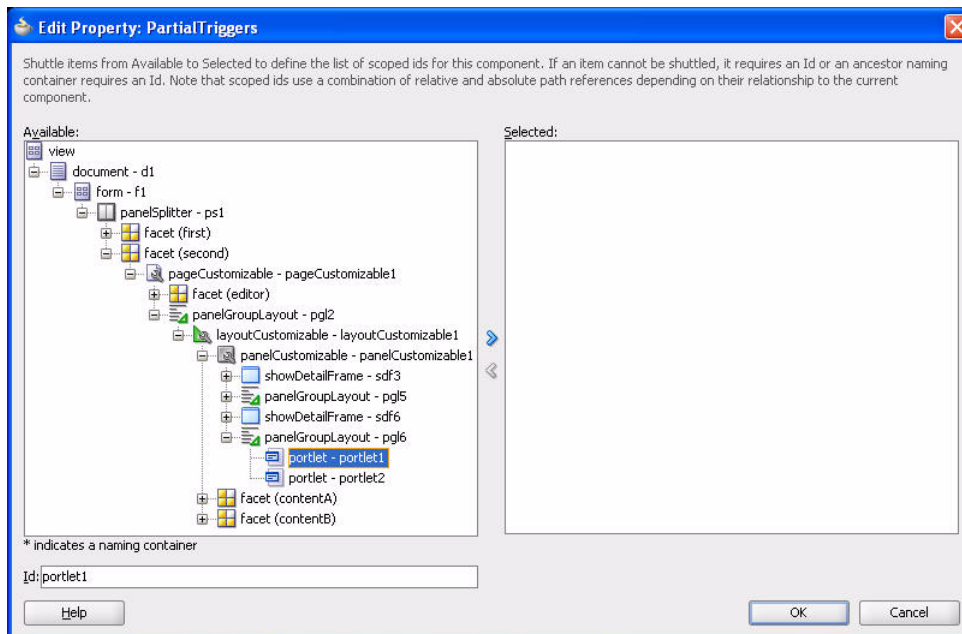 Edit Property: PartialTriggers
Shuttle items from Available to Selected to define the list of scoped ids for this component. If an item cannot be shuttled, it requires an Id or an ancestor naming
container requires an Id. Note that scoped ids use a combination of relative and absolute path references depending on their relationship to the current
component.
Available:
Selected:
view
document - d1
form - f1
panelSplitter - ps1
facet (first)
facet (second)
pageCustomizable - pageCustomizable1
facet (editor)
panelGroupLayout - pgl2
layoutCustomizable - layoutCustomizable1
panelCustomizable - panelCustomizable1
showDetailFrame - sdf3
panelGroupLayout - pgl5
showDetailFrame - sdf6
panelGroupLayout - pgl6
portlet - portlet1
portlet - portlet2
facet (contentA)
facet (contentB)
* indicates a naming container
Id: portlet1
Help
OK
Cancel